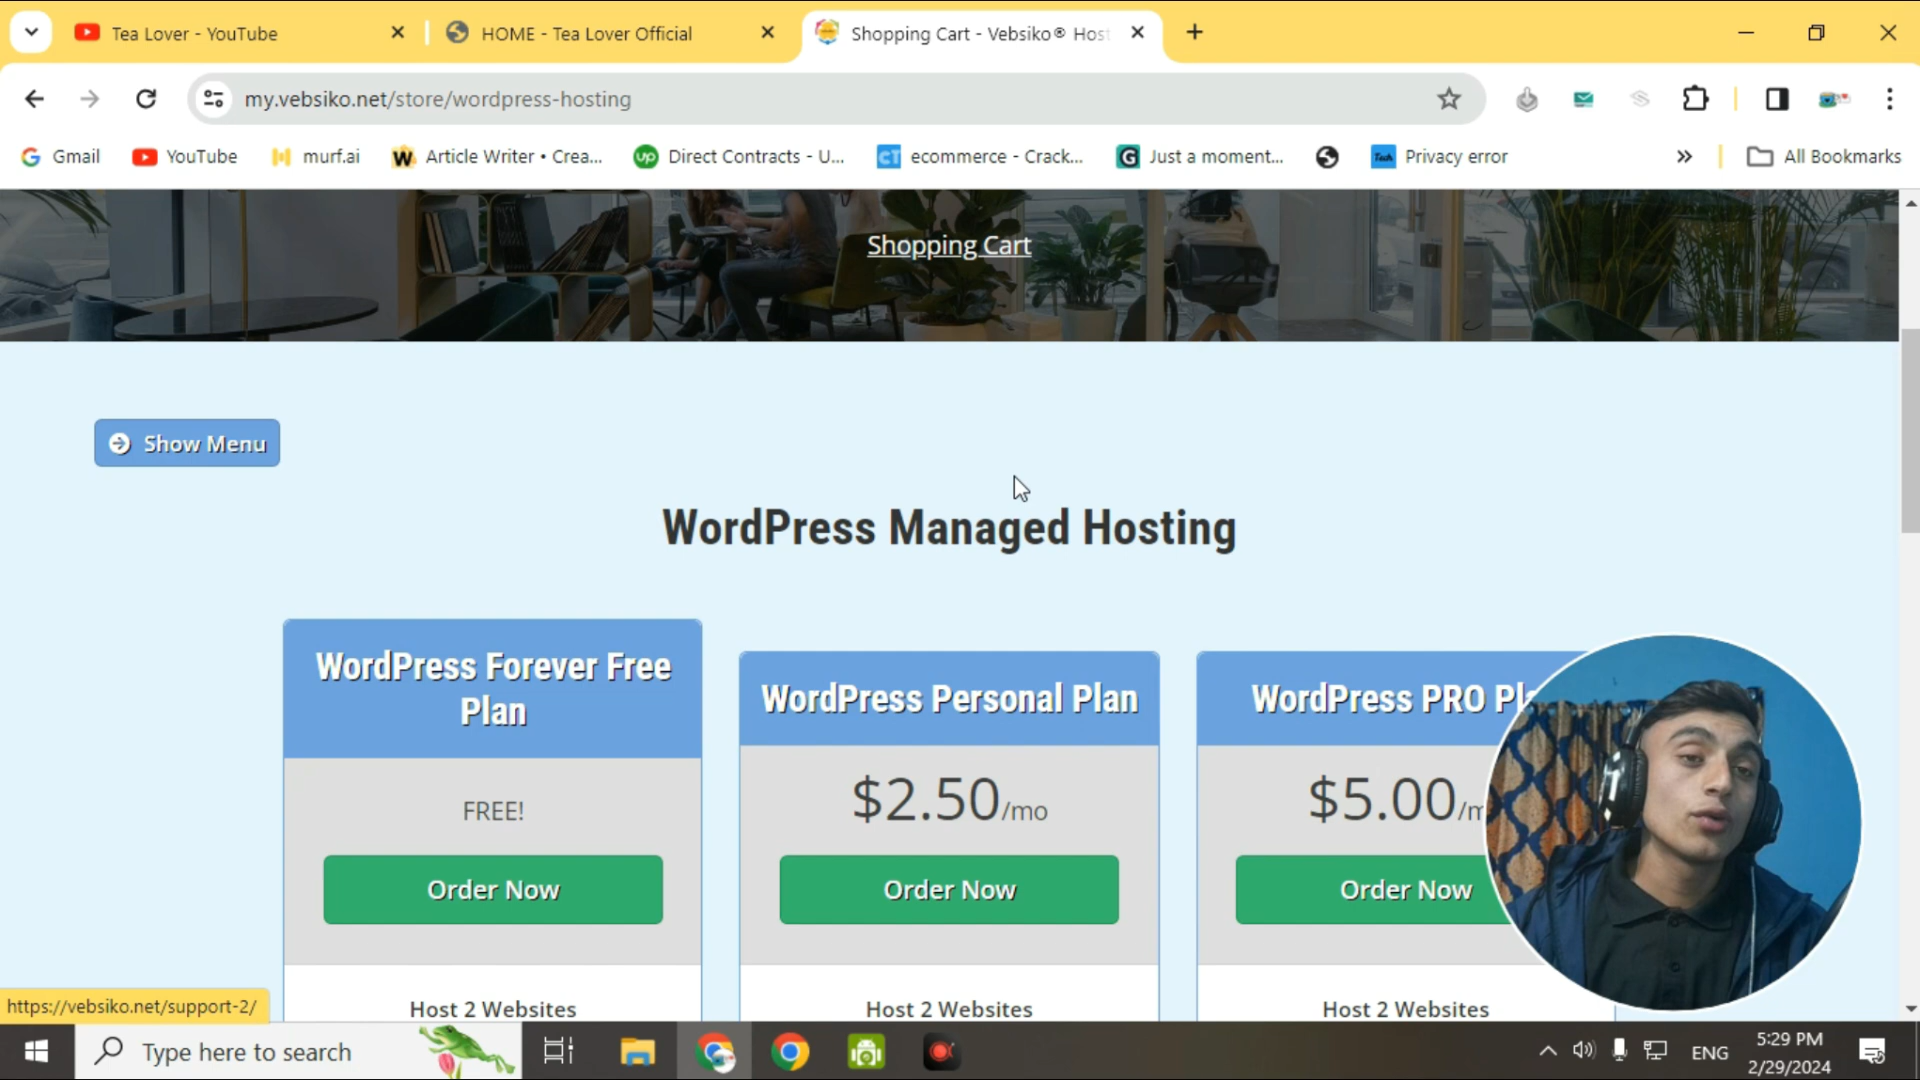 Tea Lover - YouTube
HOME - Tea Lover Official
Shopping Cart - Vebsiko® Host
my.vebsiko.net/store/wordpress-hosting
Gmail
YouTube
murf.ai
Article Writer • Crea...
Direct Contracts - U...
ecommerce - Crack...
Just a moment...
Privacy error
All Bookmarks
Shopping Cart
Show Menu
WordPress Managed Hosting
WordPress Forever Free
Plan
FREE!
Order Now
Host 2 Websites
WordPress Personal Plan
$2.50/mo
Order Now
Host 2 Websites
WordPress PRO Pla
$5.00/m
Order Now
Host 2 Websites
https://vebsiko.net/support-2/
Type here to search
ENG
5:29 PM
2/29/2024